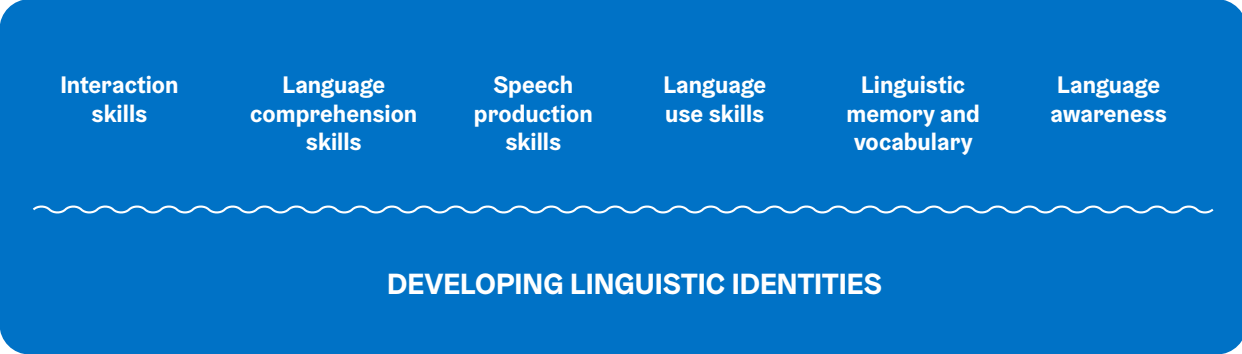 Interaction
skills
Language
comprehension
skills
Speech
production
skills
Language
use skills
Linguistic
memory and
vocabulary
Language
awareness
DEVELOPING LINGUISTIC IDENTITIES